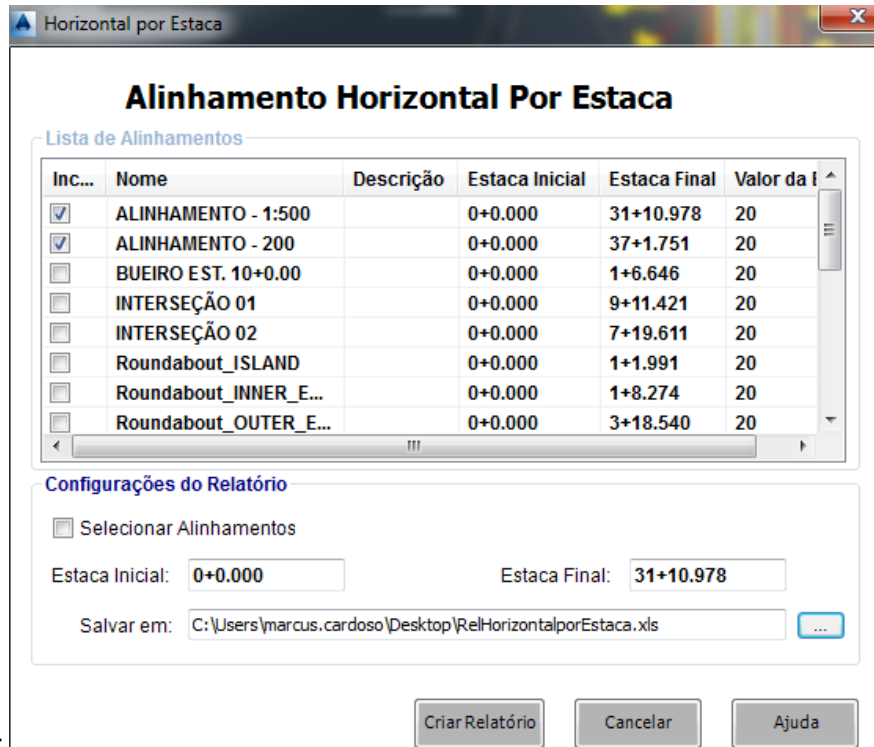 Horizontal por Estaca
Alinhamento Horizontal Por Estaca
Lista de Alinhamentos
Inc... Nome Descrição Estaca Inicial Estaca Final Valor da E
ALINHAMENTO - 1:500 0+0.000 31+10.978 20
ALINHAMENTO - 200 0+0.000 37+1.751 20
BUEIRO EST. 10+0.00 0+0.000 1+6.646 20
INTERSEÇÃO 01 0+0.000 9+11.421 20
INTERSEÇÃO 02 0+0.000 7+19.611 20
Roundabout_ISLAND 0+0.000 1+1.991 20
Roundabout_INNER_E... 0+0.000 1+8.274 20
Roundabout_OUTER_E... 0+0.000 3+18.540 20
Configurações do Relatório
Selecionar Alinhamentos
Estaca Inicial: 0+0.000 Estaca Final: 31+10.978
Salvar em: C:\Users\marcus.cardoso\Desktop\RelHorizontalporEstaca.xls ...
Criar Relatório Cancelar Ajuda